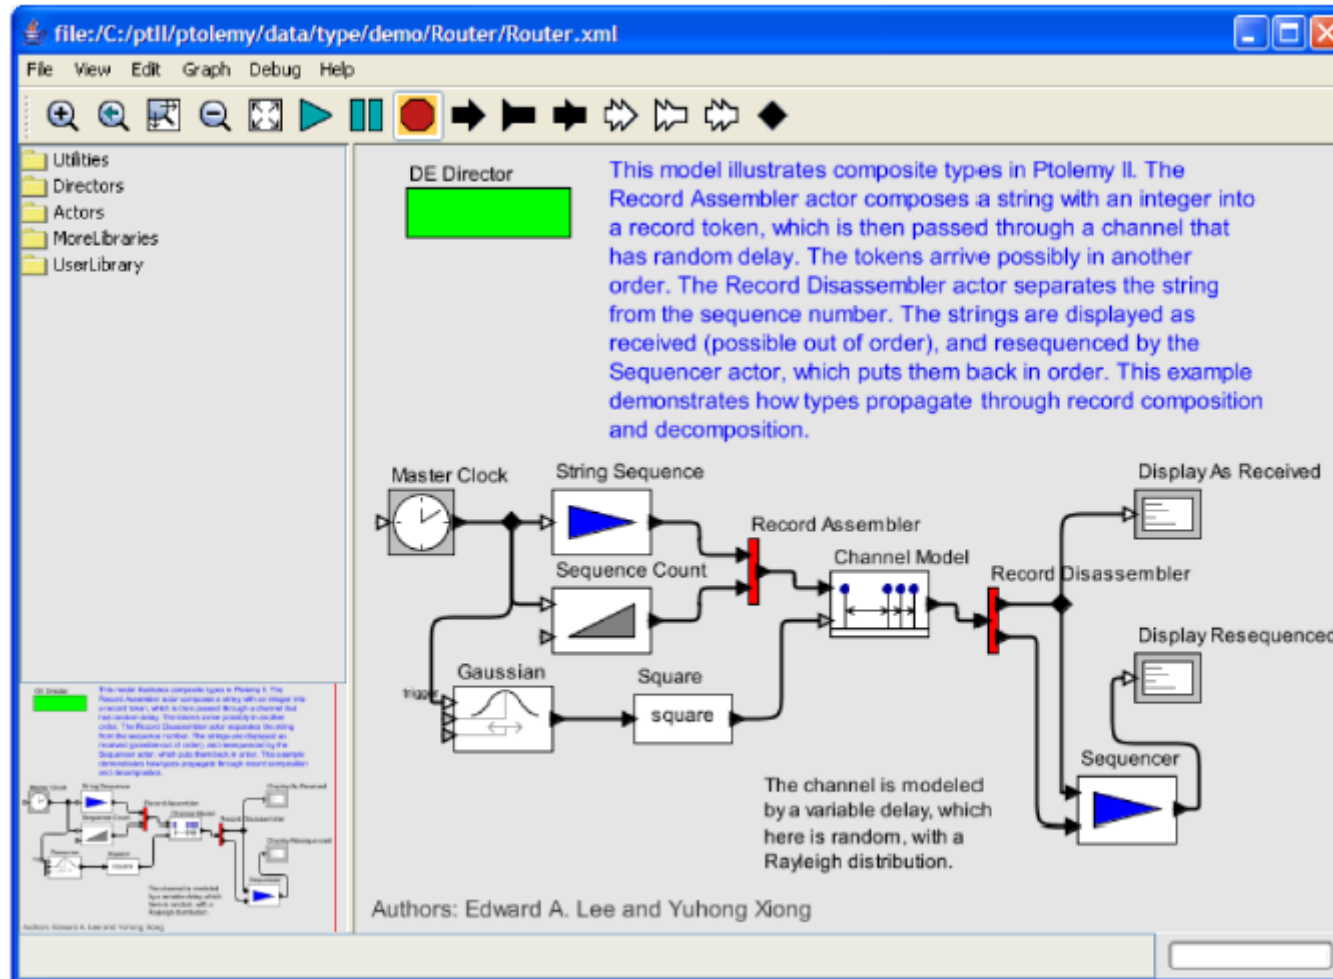 file:/C:/ptII/ptolemy/data/type/demo/Router/Router.xml
File View Edit Graph Debug Help
Utilities
Directors
Actors
MoreLibraries
UserLibrary
DE Director
This model illustrates composite types in Ptolemy II. The
Record Assembler actor composes a string with an integer into
a record token, which is then passed through a channel that
has random delay. The tokens arrive possibly in another
order. The Record Disassembler actor separates the string
from the sequence number. The strings are displayed as
received (possible out of order), and resequenced by the
Sequencer actor, which puts them back in order. This example
demonstrates how types propagate through record composition
and decomposition.
Master Clock
String Sequence
Display As Received
Record Assembler
Sequence Count
Channel Model
Record Disassembler
Display Resequenced
Gaussian
trigger
Square
square
Sequencer
The channel is modeled
by a variable delay, which
here is random, with a
Rayleigh distribution.
Authors: Edward A. Lee and Yuhong Xiong